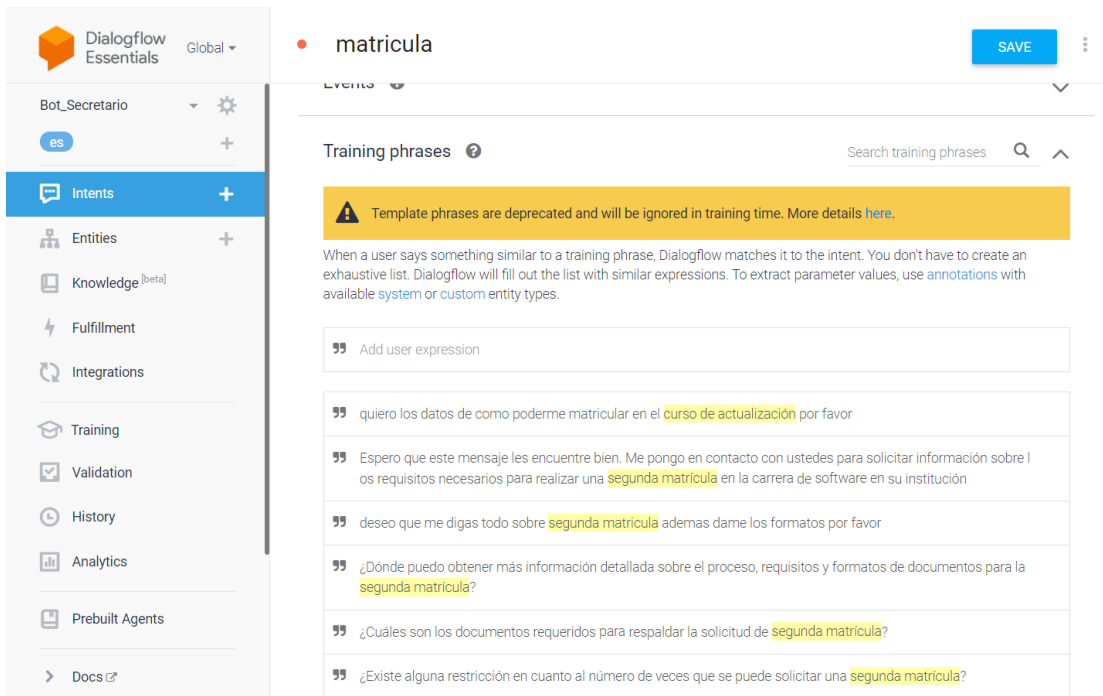 Dialogflow
Essentials
Global
matricula
SAVE
Bot_Secretario
es
Intents
Entities
Knowledge [beta]
Fulfillment
Integrations
Training
Validation
History
Analytics
Prebuilt Agents
Docs
Events
Training phrases
Search training phrases
Template phrases are deprecated and will be ignored in training time. More details here.
When a user says something similar to a training phrase, Dialogflow matches it to the intent. You don't have to create an
exhaustive list. Dialogflow will fill out the list with similar expressions. To extract parameter values, use annotations with
available system or custom entity types.
Add user expression
quiero los datos de como poderme matricular en el curso de actualización por favor
Espero que este mensaje les encuentre bien. Me pongo en contacto con ustedes para solicitar información sobre l
os requisitos necesarios para realizar una segunda matrícula en la carrera de software en su institución
deseo que me digas todo sobre segunda matricula ademas dame los formatos por favor
¿Dónde puedo obtener más información detallada sobre el proceso, requisitos y formatos de documentos para la
segunda matrícula?
¿Cuáles son los documentos requeridos para respaldar la solicitud de segunda matrícula?
¿Existe alguna restricción en cuanto al número de veces que se puede solicitar una segunda matrícula?